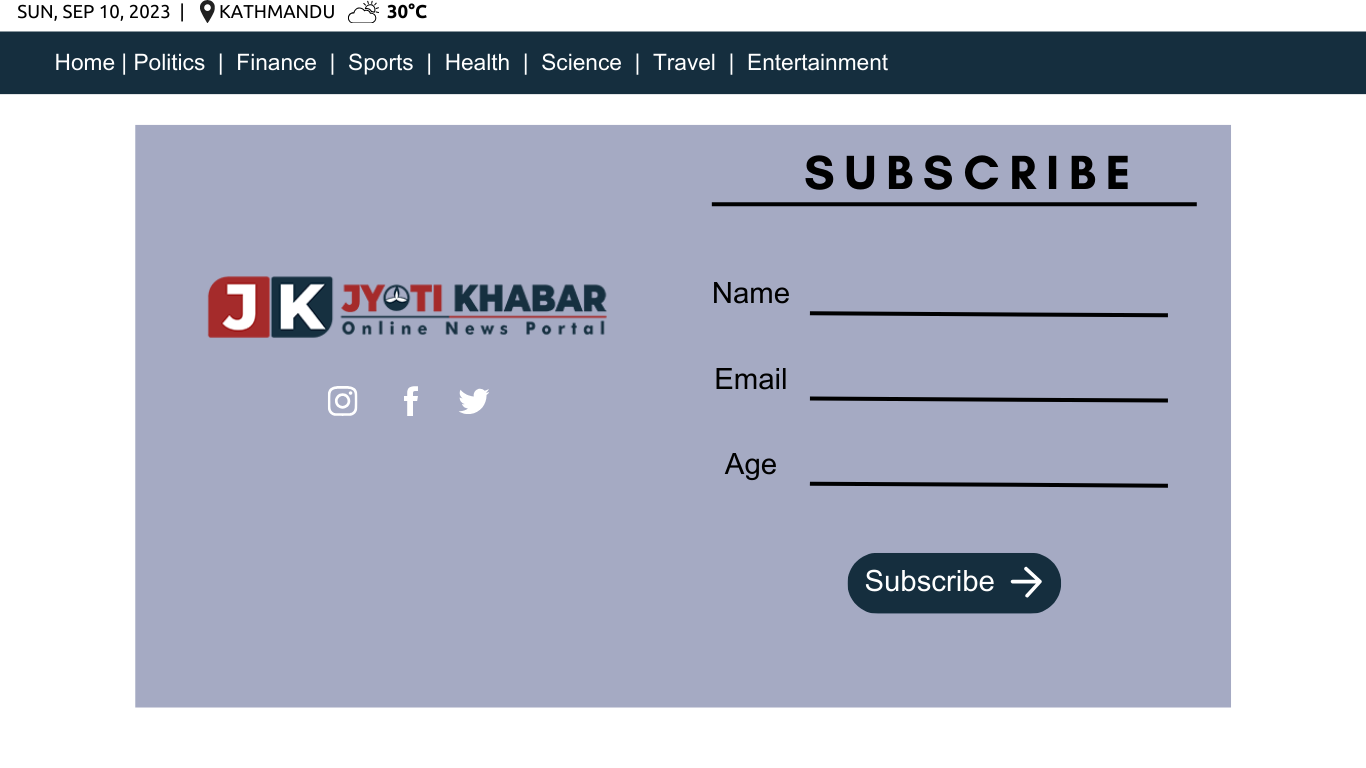 SUN, SEP 10, 2023 | KATHMANDU 30°C
Home | Politics | Finance | Sports | Health | Science | Travel | Entertainment
SUBSCRIBE
JK JYOTI KHABAR
Online News Portal
Name
Email
Age
Subscribe